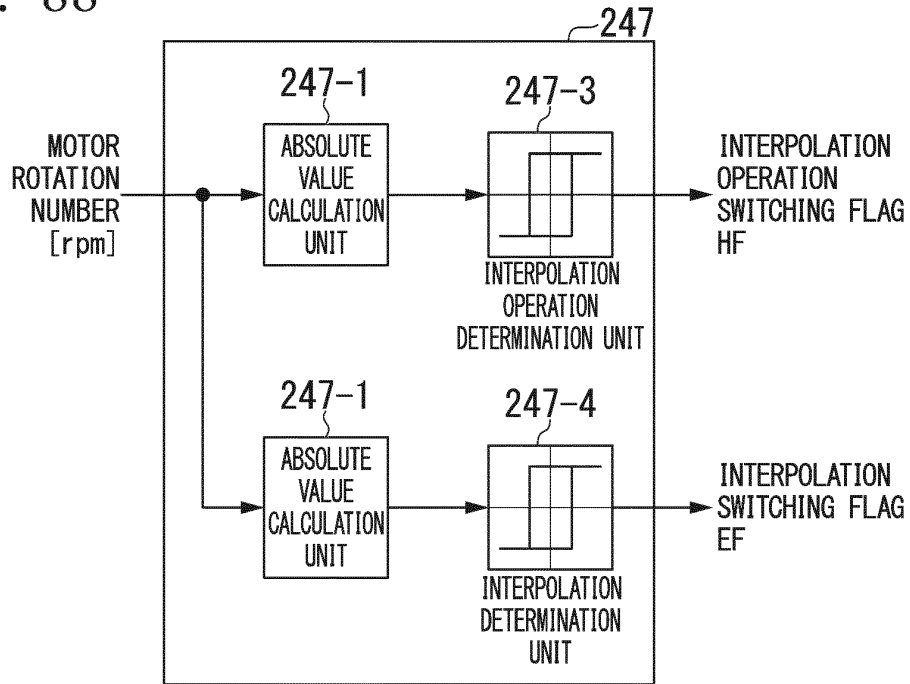 . 88
247
247-1
247-3
MOTOR
ROTATION
NUMBER
[rpm]
ABSOLUTE
VALUE
CALCULATION
UNIT
INTERPOLATION
OPERATION
DETERMINATION UNIT
INTERPOLATION
OPERATION
SWITCHING FLAG
HF
247-1
247-4
ABSOLUTE
VALUE
CALCULATION
UNIT
INTERPOLATION
DETERMINATION
UNIT
INTERPOLATION
SWITCHING FLAG
EF